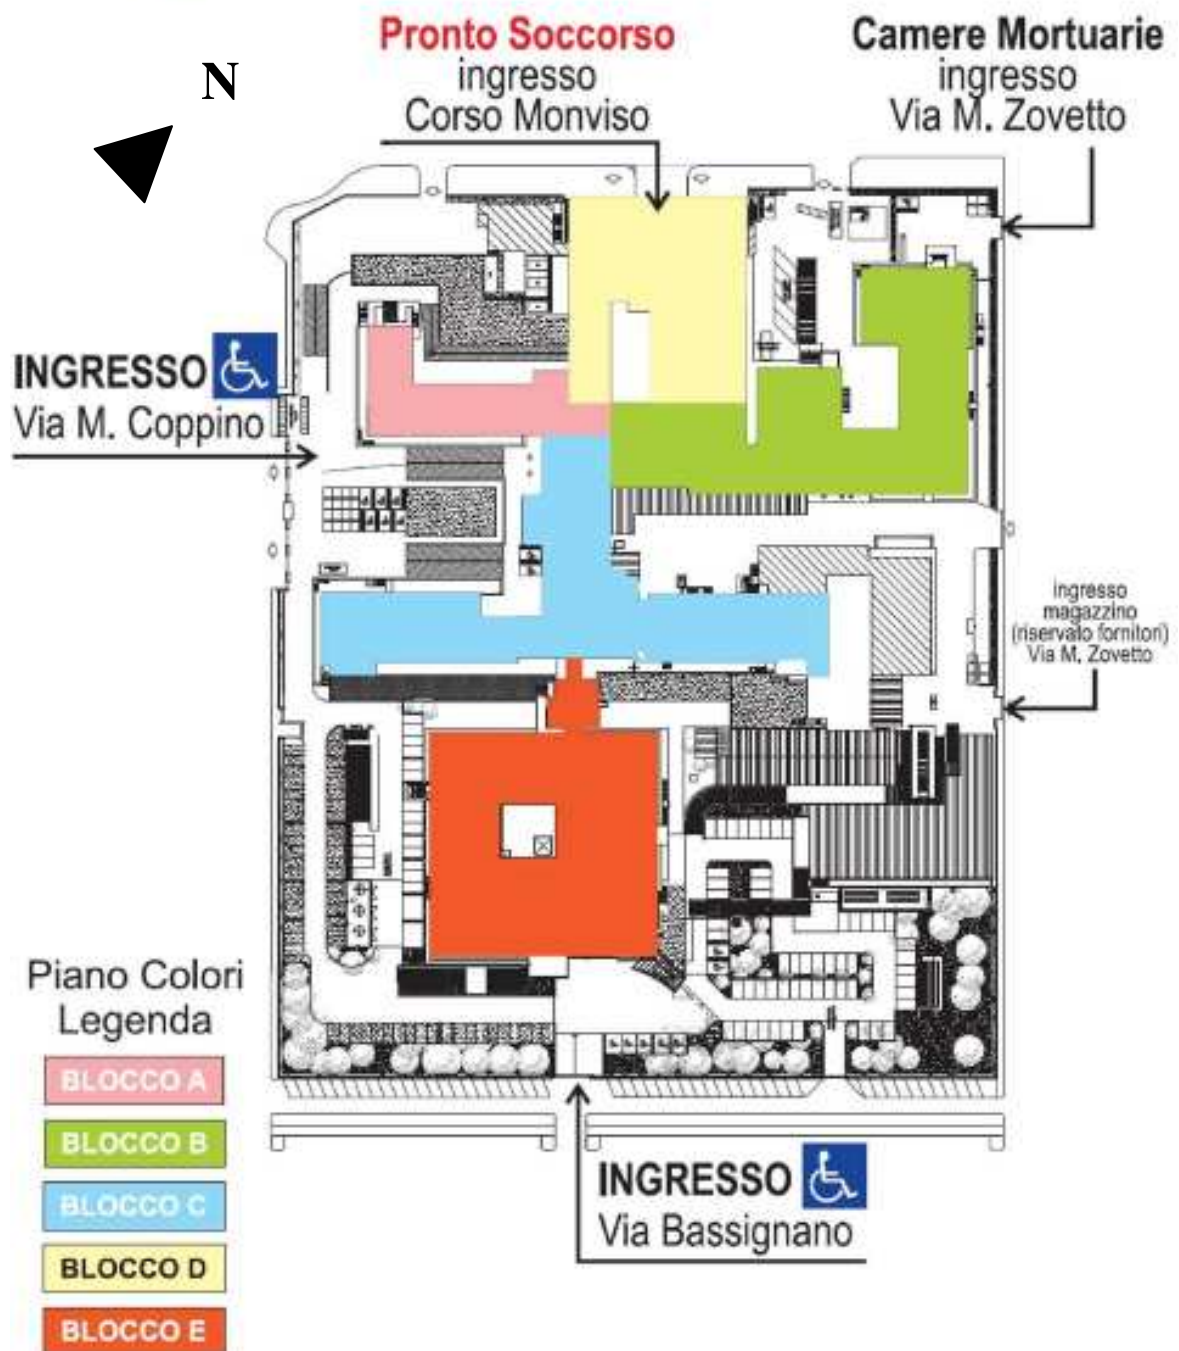 Pronto Soccorso
ingresso
Corso Monviso
Camere Mortuarie
ingresso
Via M. Zovetto
N
INGRESSO
Via M. Coppino
ingresso
magazzino
(riservato fornitori)
Via M. Zovetto
Piano Colori
Legenda
BLOCCO A
BLOCCO B
BLOCCO C
BLOCCO D
BLOCCO E
INGRESSO
Via Bassignano